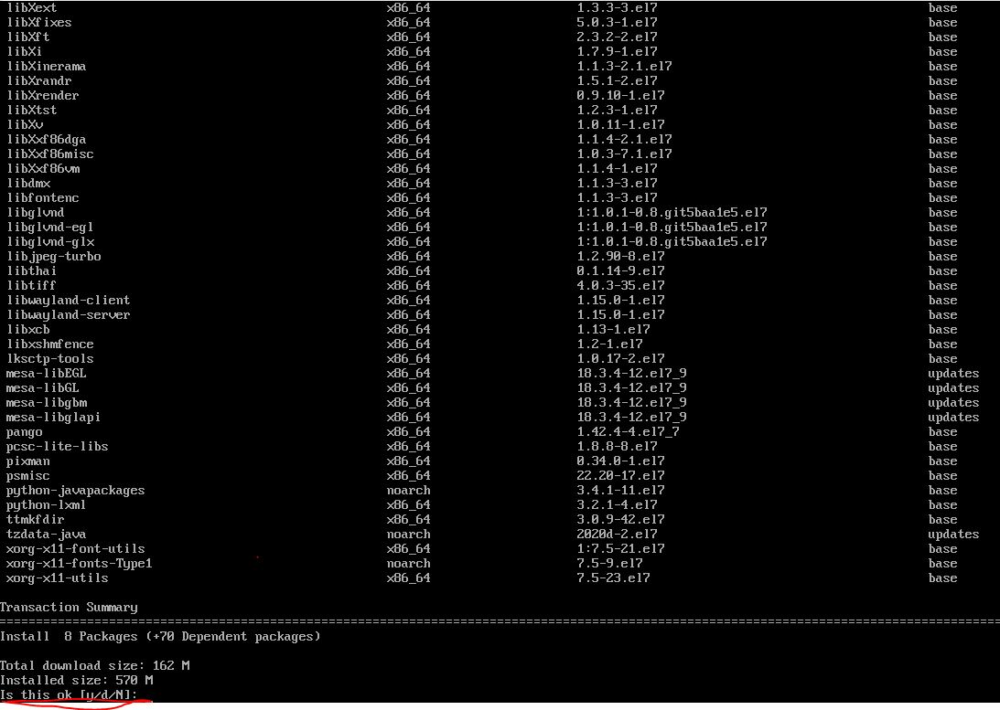 libXext x86_64 1.3.3-3.el7 base
libXfixes x86_64 5.0.3-1.el7 base
libXft x86_64 2.3.2-2.el7 base
libXi x86_64 1.7.9-1.el7 base
libXinerama x86_64 1.1.3-2.1.el7 base
libXrandr x86_64 1.5.1-2.el7 base
libXrender x86_64 0.9.10-1.el7 base
libXtst x86_64 1.2.3-1.el7 base
libXv x86_64 1.0.11-1.el7 base
libXxf86dga x86_64 1.1.4-2.1.el7 base
libXxf86misc x86_64 1.0.3-7.1.el7 base
libXxf86vm x86_64 1.1.4-1.el7 base
libdmx x86_64 1.1.3-3.el7 base
libfontenc x86_64 1.1.3-3.el7 base
libglvnd x86_64 1:1.0.1-0.8.git5baa1e5.el7 base
libglvnd-egl x86_64 1:1.0.1-0.8.git5baa1e5.el7 base
libglvnd-glx x86_64 1:1.0.1-0.8.git5baa1e5.el7 base
libjpeg-turbo x86_64 1.2.90-8.el7 base
libthai x86_64 0.1.14-9.el7 base
libtiff x86_64 4.0.3-35.el7 base
libwayland-client x86_64 1.15.0-1.el7 base
libwayland-server x86_64 1.15.0-1.el7 base
libxcb x86_64 1.13-1.el7 base
libxshmfence x86_64 1.2-1.el7 base
lksctp-tools x86_64 1.0.17-2.el7 base
mesa-libEGL x86_64 18.3.4-12.el7_9 updates
mesa-libGL x86_64 18.3.4-12.el7_9 updates
mesa-libgbm x86_64 18.3.4-12.el7_9 updates
mesa-libglapi x86_64 18.3.4-12.el7_9 updates
pango x86_64 1.42.4-4.el7_7 base
pcsc-lite-libs x86_64 1.8.8-8.el7 base
pixman x86_64 0.34.0-1.el7 base
psmisc x86_64 22.20-17.el7 base
python-javapackages noarch 3.4.1-11.el7 base
python-lxml x86_64 3.2.1-4.el7 base
ttmkfdir x86_64 3.0.9-42.el7 base
tzdata-java noarch 2020d-2.el7 updates
xorg-x11-font-utils x86_64 1:7.5-21.el7 base
xorg-x11-fonts-Type1 noarch 7.5-9.el7 base
xorg-x11-utils x86_64 7.5-23.el7 base
Transaction Summary
Install 8 Packages (+70 Dependent packages)
Total download size: 162 M
Installed size: 570 M
Is this ok [y/d/N]: